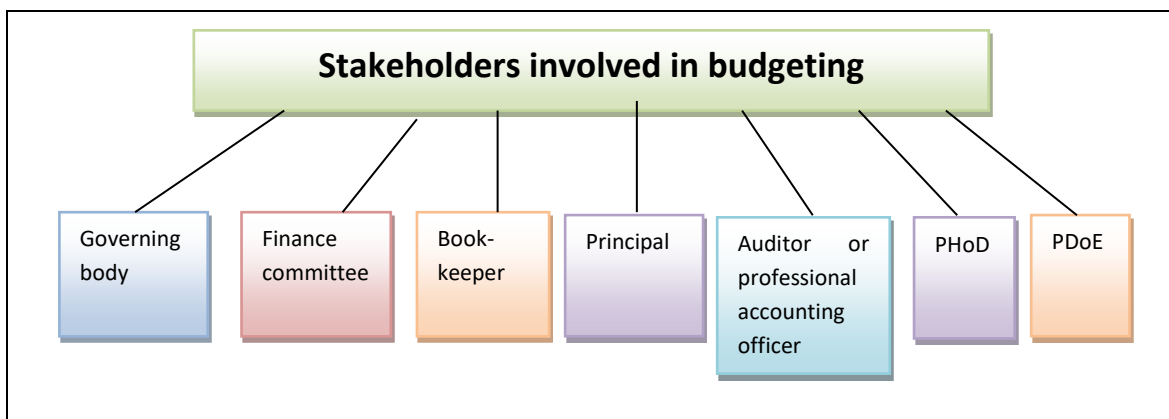 Stakeholders involved in budgeting
Governing
body
Finance
committee
Book-
keeper
Principal
Auditor or
professional
accounting
officer
PHoD
PDoE